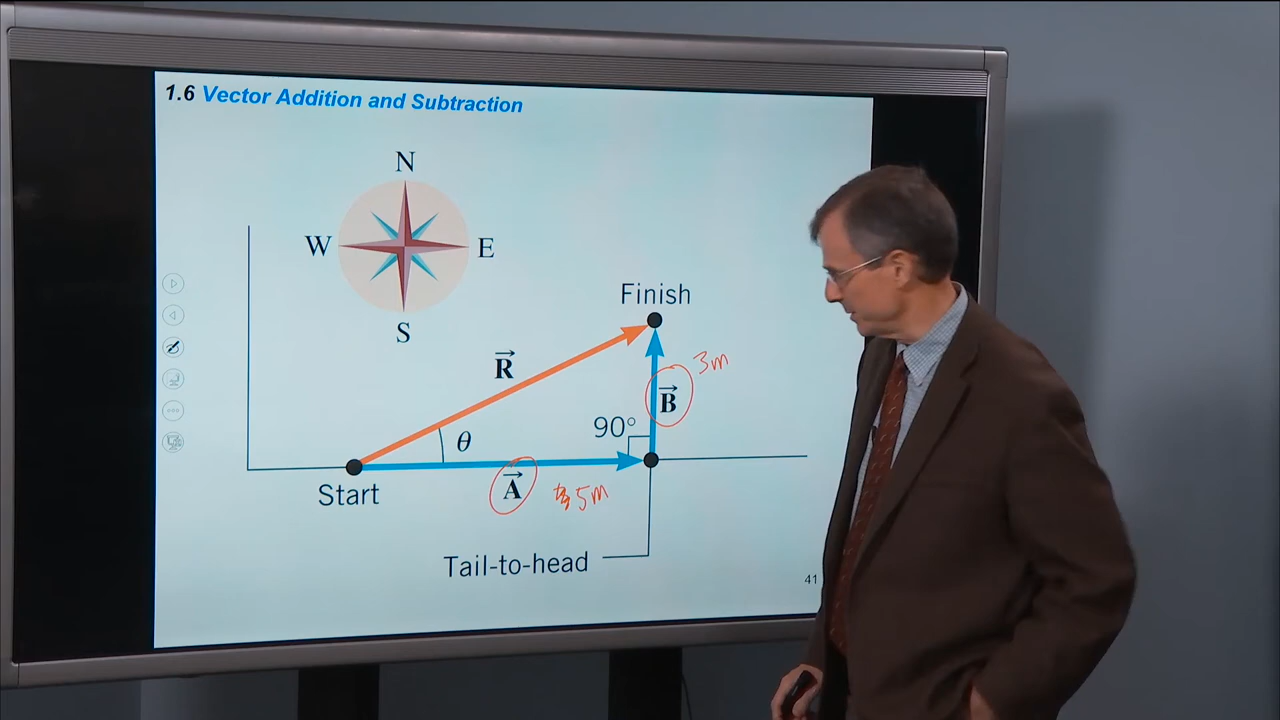 1.6 Vector Addition and Subtraction
N
W
E
S
Finish
R
3m
B
90°
θ
Start
A
5m
Tail-to-head
41